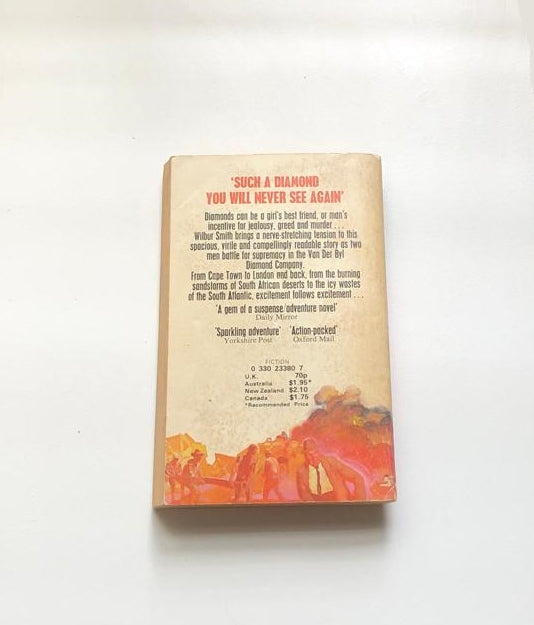 'SUCH A DIAMOND
YOU WILL NEVER SEE AGAIN'
Diamonds can be a girl's best friend, or man's
incentive for jealousy, greed and murder...
Wilbur Smith brings a nerve-stretching tension to this
spacious, virile and compellingly readable story as two
men battle for supremacy in the Van Der Byl
Diamond Company.
From Cape Town to London and back, from the burning
sandstorms of South African deserts to the icy wastes
of the South Atlantic, excitement follows excitement...
'A gem of a suspense/adventure novel'
Daily Mirror
'Sparkling adventure' 'Action-packed'
Yorkshire Post Oxford Mail
FICTION
0 330 23380 7
U.K. 70p
Australia $1.95*
New Zealand $2.10
Canada $1.75
*Recommended Price